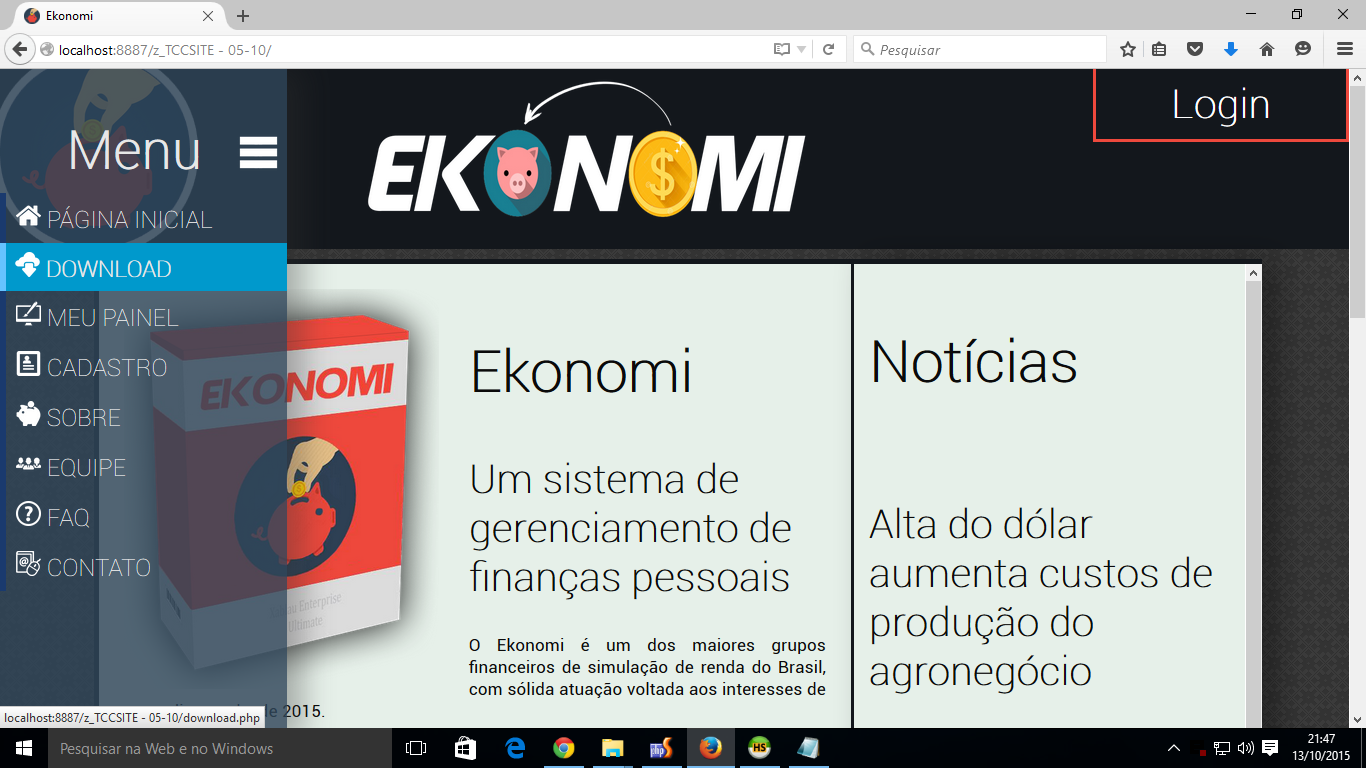 Ekonomi
localhost:8887/z_TCCSITE - 05-10/
Pesquisar
Menu
PÁGINA INICIAL
DOWNLOAD
MEU PAINEL
CADASTRO
SOBRE
EQUIPE
FAQ
CONTATO
EKONOMI
Login
EKONOMI
Enterprise
Ultimate
Ekonomi
Um sistema de
gerenciamento de
finanças pessoais
O Ekonomi é um dos maiores grupos
financeiros de simulação de renda do Brasil,
com sólida atuação voltada aos interesses de
de 2015.
Notícias
Alta do dólar
aumenta custos de
produção do
agronegócio
localhost:8887/z_TCCSITE - 05-10/download.php
Pesquisar na Web e no Windows
php
HS
21:47
13/10/2015